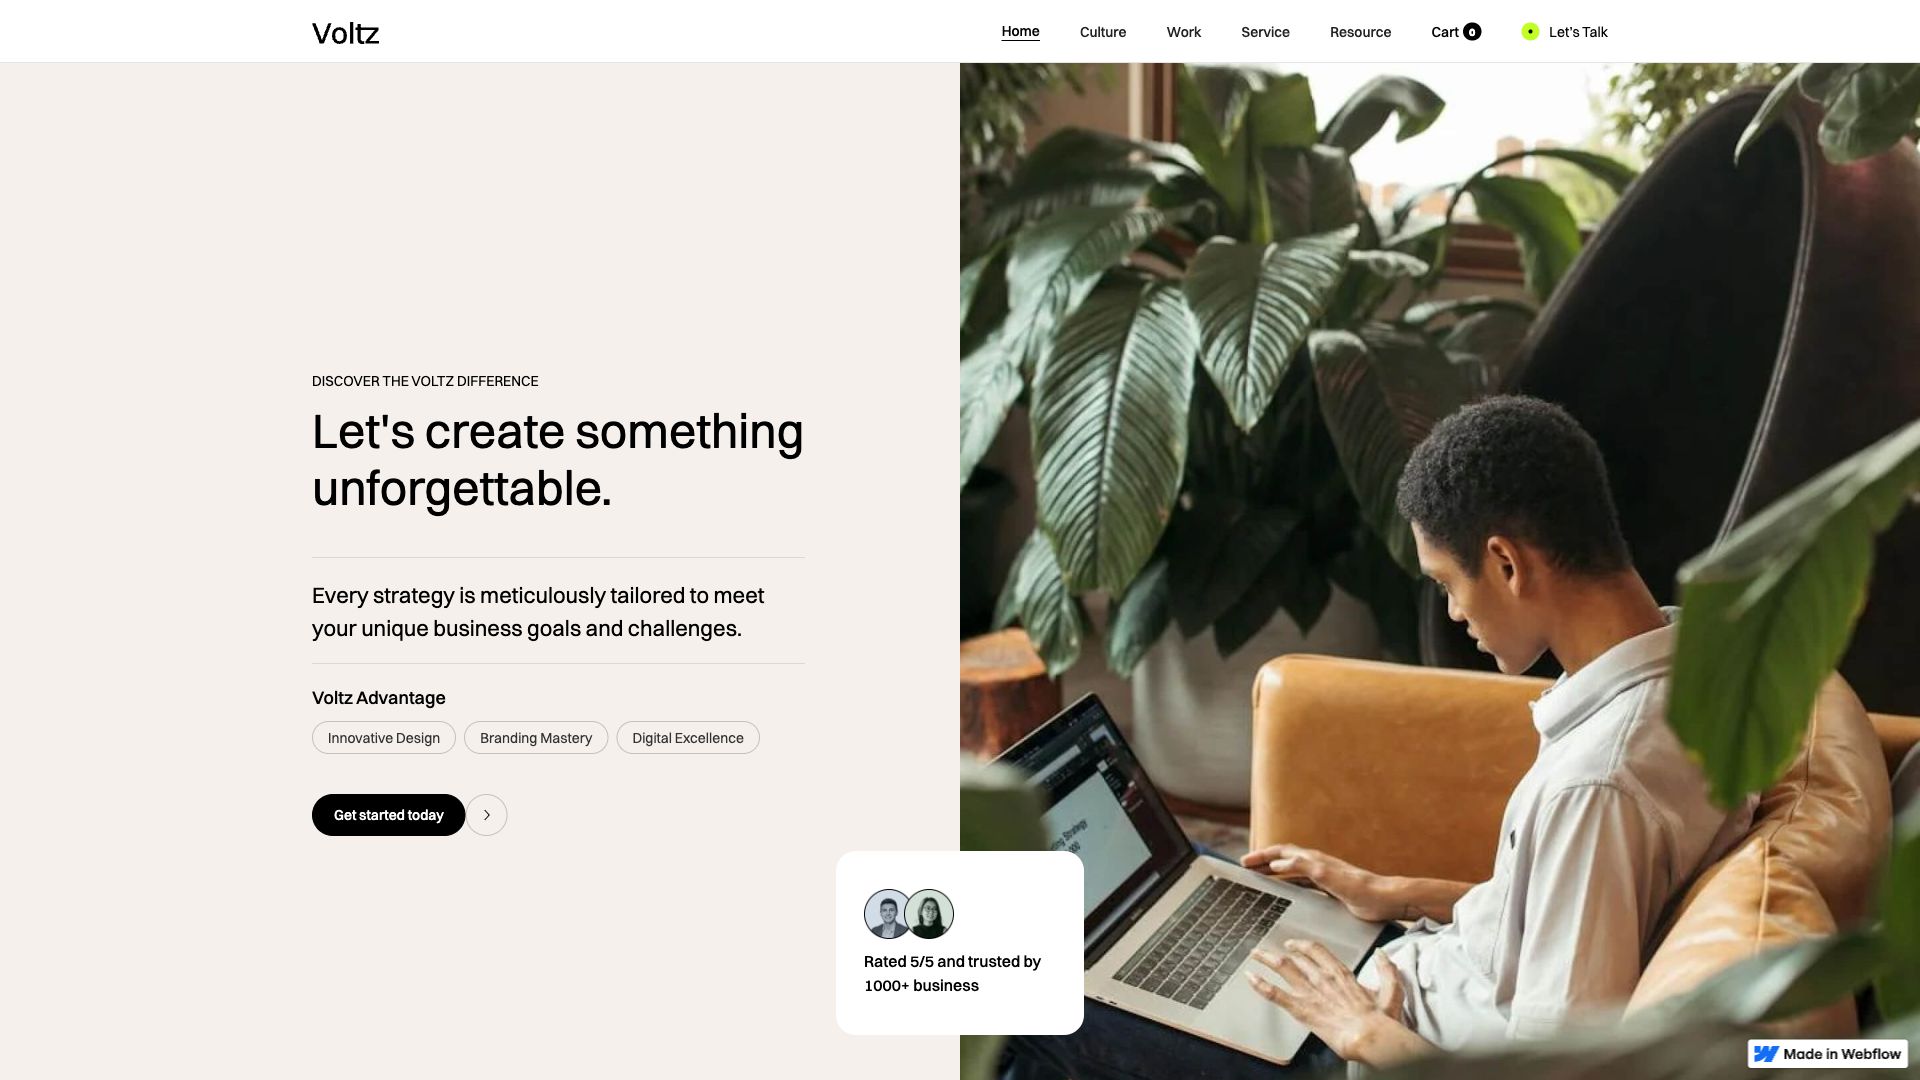 Voltz
Home
Culture
Work
Service
Resource
Cart 0
Let's Talk
DISCOVER THE VOLTZ DIFFERENCE
Let's create something
unforgettable.
Every strategy is meticulously tailored to meet
your unique business goals and challenges.
Voltz Advantage
Innovative Design
Branding Mastery
Digital Excellence
Get started today
Strategy
Rated 5/5 and trusted by
1000+ business
Made in Webflow